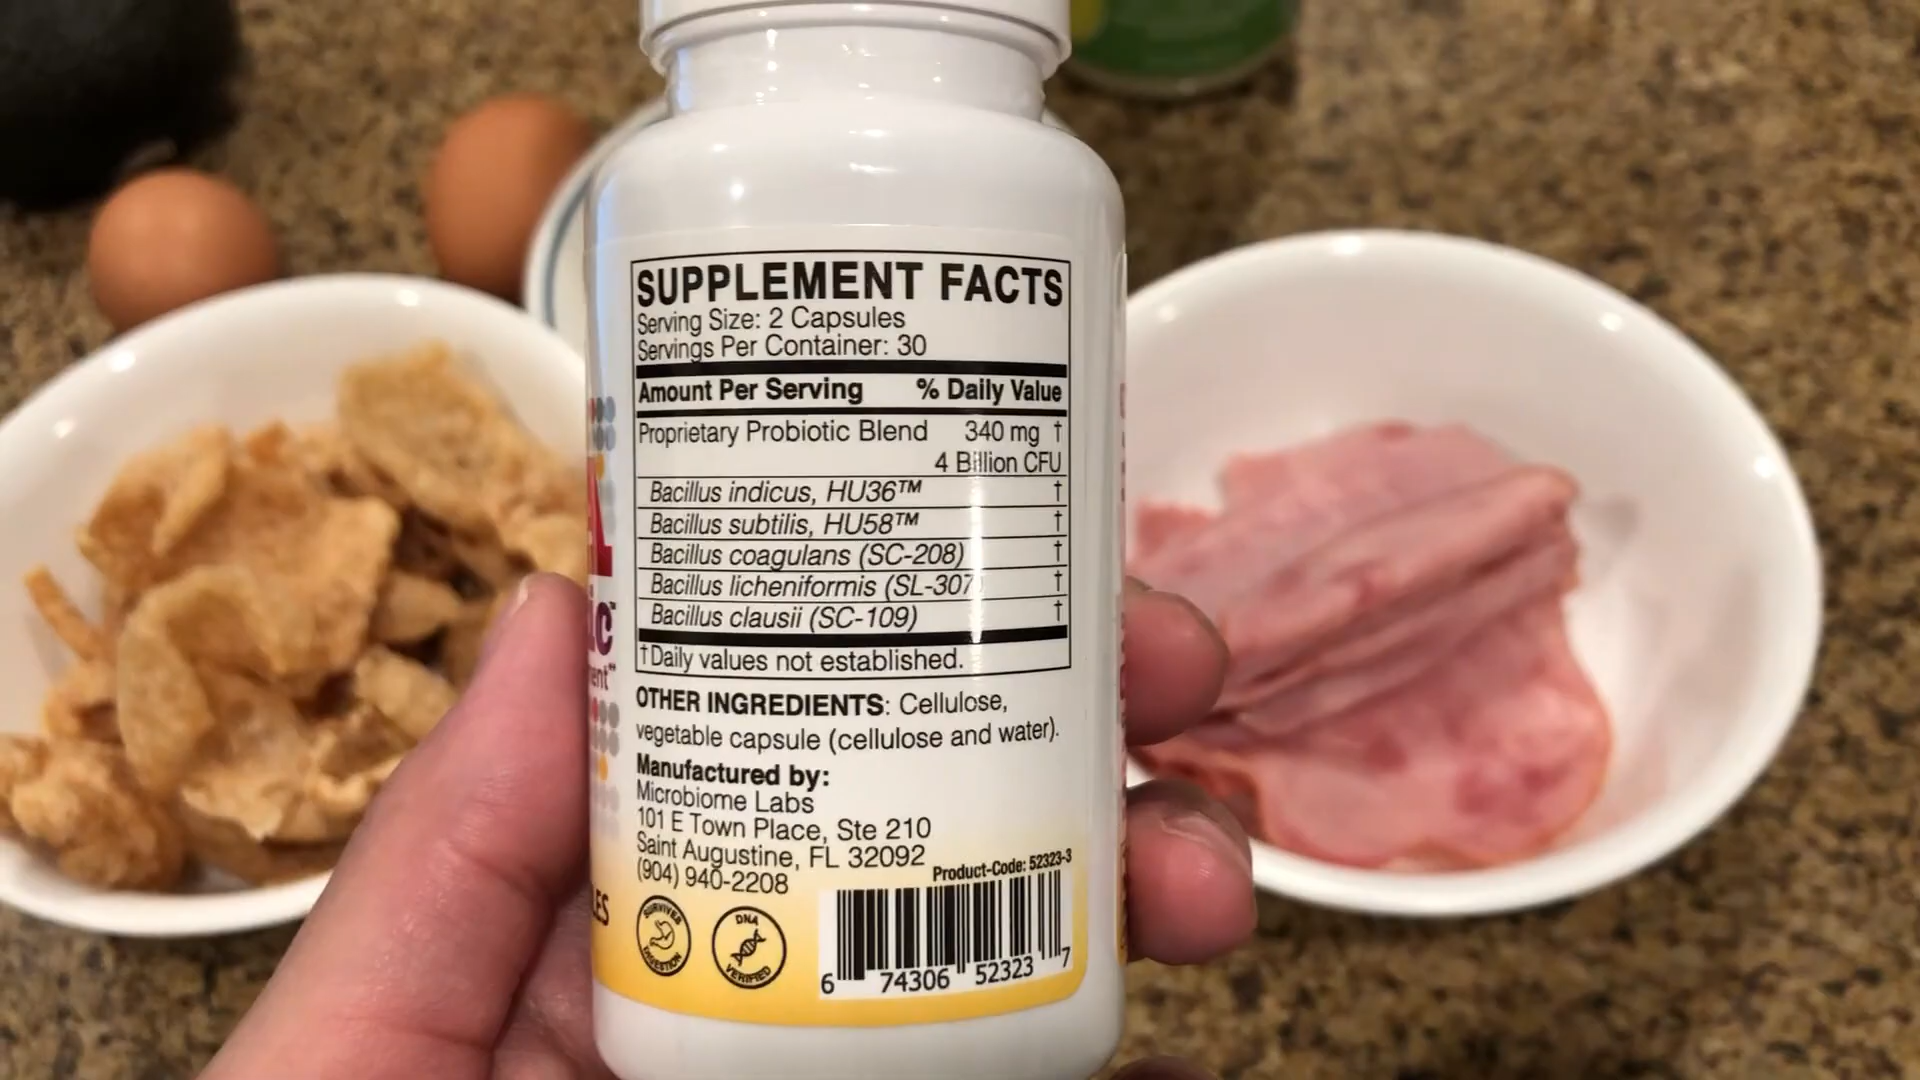 SUPPLEMENT FACTS
Serving Size: 2 Capsules
Servings Per Container: 30
Amount Per Serving % Daily Value
Proprietary Probiotic Blend 340 mg †
4 Billion CFU
Bacillus indicus, HU36™ †
Bacillus subtilis, HU58™ †
Bacillus coagulans (SC-208) †
Bacillus licheniformis (SL-307) †
Bacillus clausii (SC-109) †
†Daily values not established.
OTHER INGREDIENTS: Cellulose,
vegetable capsule (cellulose and water).
Manufactured by:
Microbiome Labs
101 E Town Place, Ste 210
Saint Augustine, FL 32092
(904) 940-2208
Product-Code: 52323-3
SURVIVES
DIGESTION
DNA
VERIFIED
6 74306 52323 7